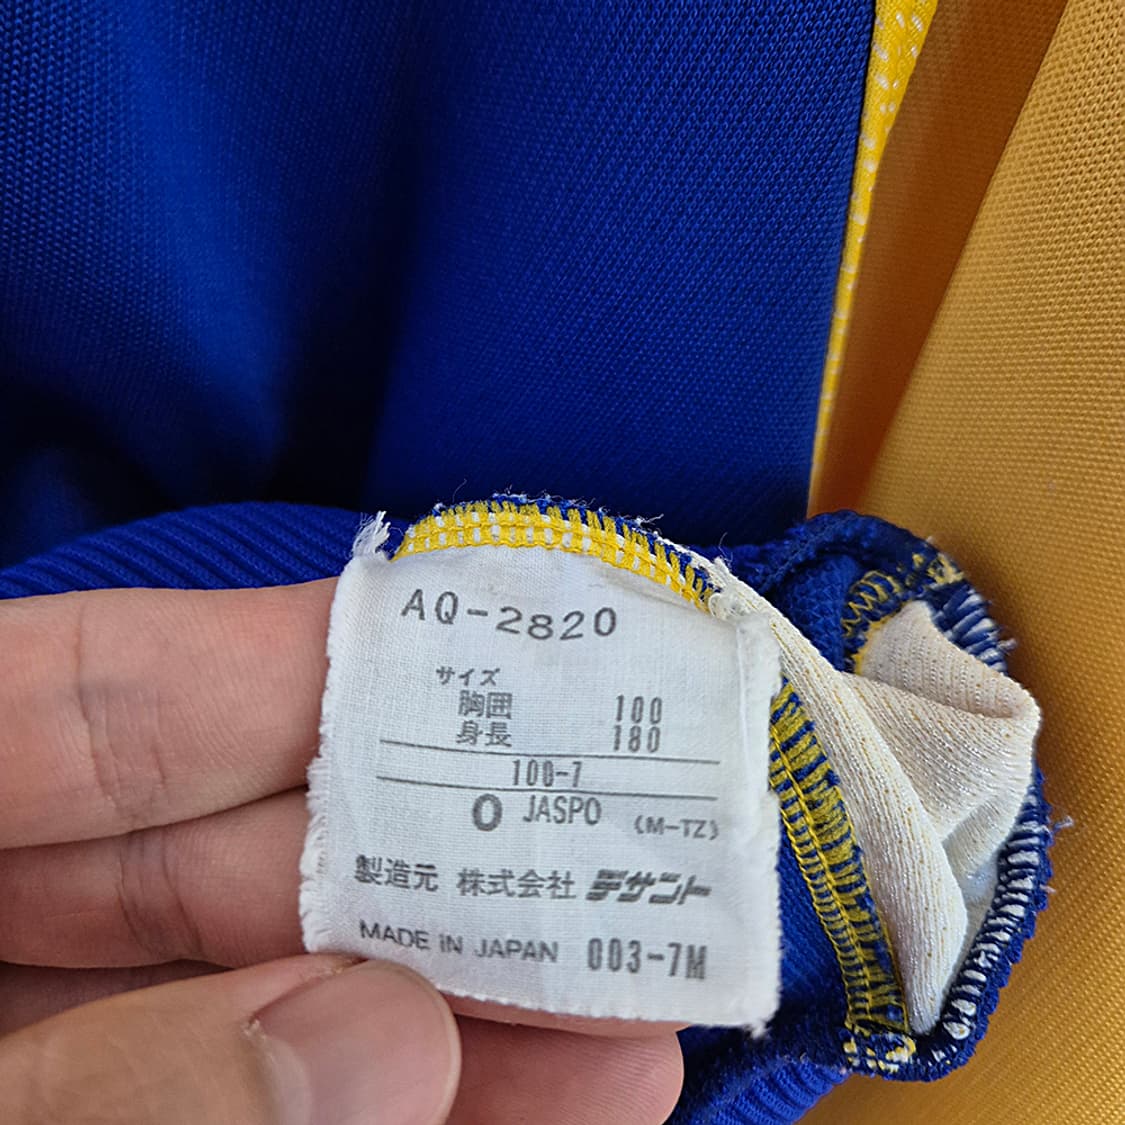 AQ-2820
サイズ
胸囲 100
身長 180
100-7
O JASPO (M-TZ)
製造元 株式会社 デサント
MADE IN JAPAN 003-7M